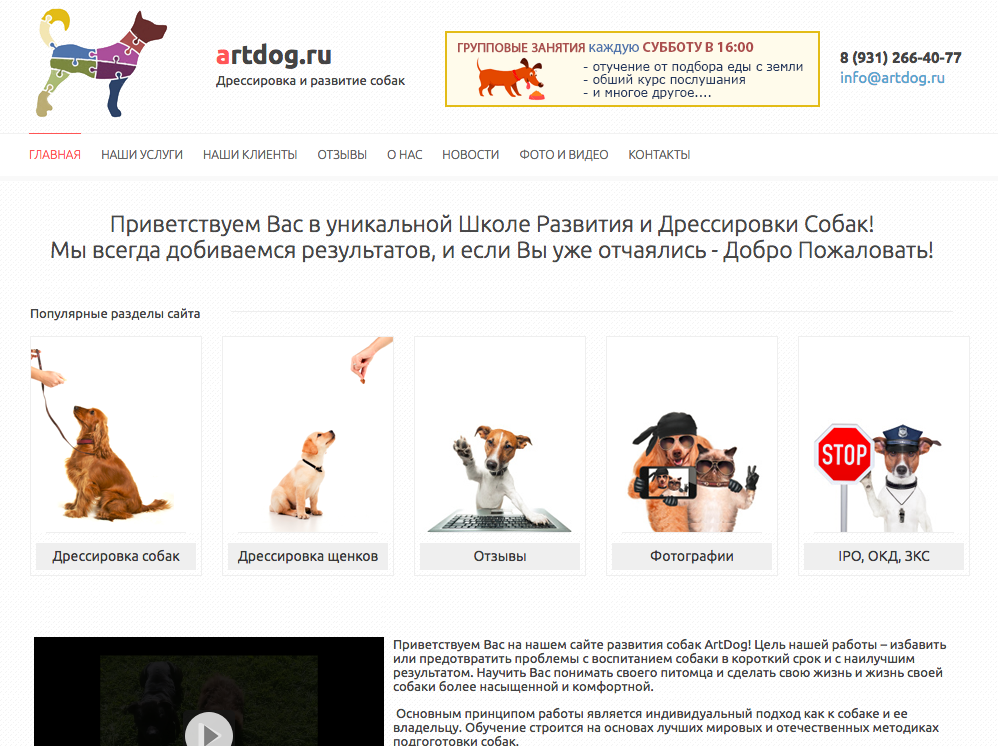 artdog.ru
Дрессировка и развитие собак
ГРУППОВЫЕ ЗАНЯТИЯ каждую СУББОТУ В 16:00
- отучение от подбора еды с земли
- обший курс послушания
- и многое другое....
8 (931) 266-40-77
info@artdog.ru
ГЛАВНАЯ НАШИ УСЛУГИ НАШИ КЛИЕНТЫ ОТЗЫВЫ О НАС НОВОСТИ ФОТО И ВИДЕО КОНТАКТЫ
Приветствуем Вас в уникальной Школе Развития и Дрессировки Собак!
Мы всегда добиваемся результатов, и если Вы уже отчаялись - Добро Пожаловать!
Популярные разделы сайта
STOP
Дрессировка собак
Дрессировка щенков
Отзывы
Фотографии
IPO, ОКД, ЗКС
Приветствуем Вас на нашем сайте развития собак ArtDog! Цель нашей работы – избавить
или предотвратить проблемы с воспитанием собаки в короткий срок и с наилучшим
результатом. Научить Вас понимать своего питомца и сделать свою жизнь и жизнь своей
собаки более насыщенной и комфортной.
Основным принципом работы является индивидуальный подход как к собаке и ее
владельцу. Обучение строится на основах лучших мировых и отечественных методиках
подгоготовки собак.